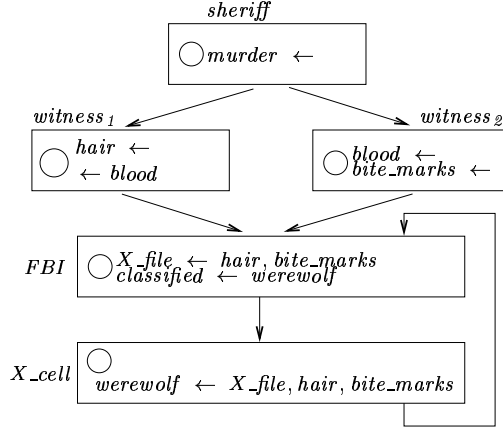 sheriff
murder ←
witness₁
witness₂
hair ←
← blood
blood ←
bite_marks ←
FBI
X_file ← hair, bite_marks
classified ← werewolf
X_cell
werewolf ← X_file, hair, bite_marks